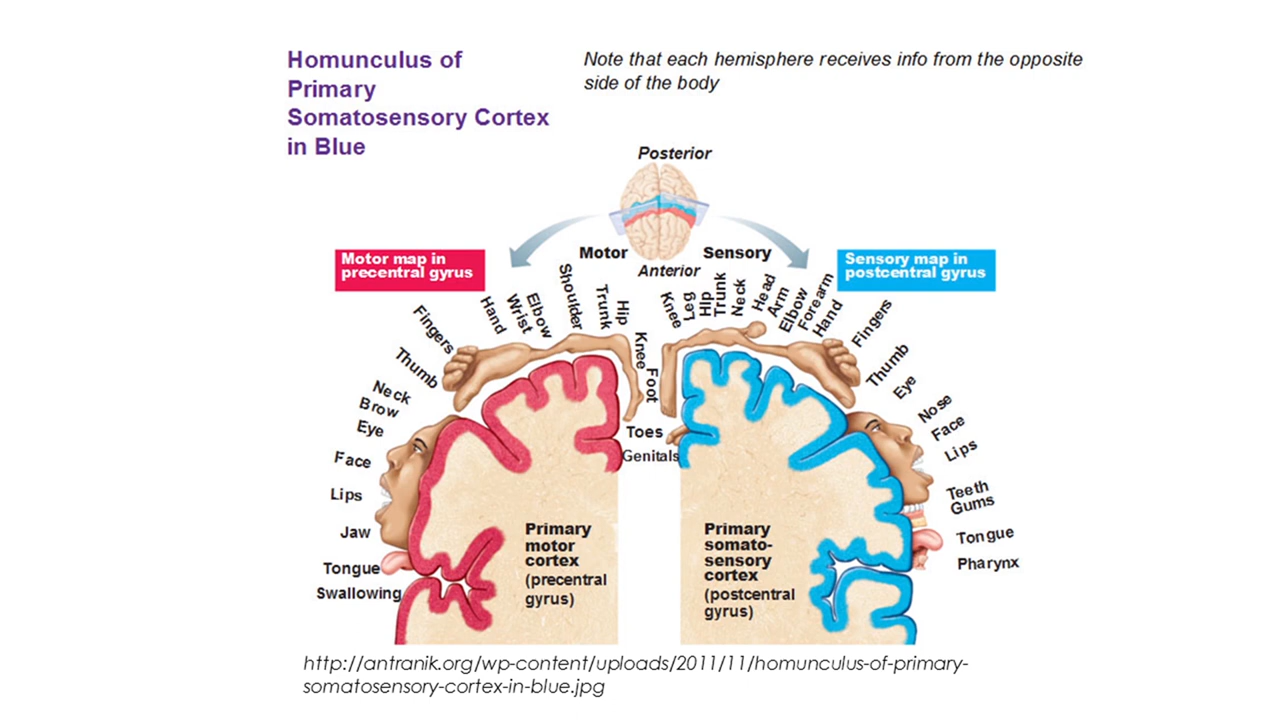 Homunculus of
Primary
Somatosensory Cortex
in Blue
Note that each hemisphere receives info from the opposite
side of the body
Posterior
Motor
Sensory
Anterior
Motor map in
precentral gyrus
Sensory map in
postcentral gyrus
Swallowing
Tongue
Jaw
Lips
Face
Eye
Brow
Neck
Thumb
Fingers
Hand
Wrist
Elbow
Shoulder
Trunk
Hip
Knee
Foot
Toes
Genitals
Knee
Leg
Hip
Trunk
Neck
Head
Arm
Elbow
Forearm
Hand
Fingers
Thumb
Eye
Nose
Face
Lips
Teeth
Gums
Tongue
Pharynx
Primary
motor
cortex
(precentral
gyrus)
Primary
somato-
sensory
cortex
(postcentral
gyrus)
http://antranik.org/wp-content/uploads/2011/11/homunculus-of-primary-
somatosensory-cortex-in-blue.jpg